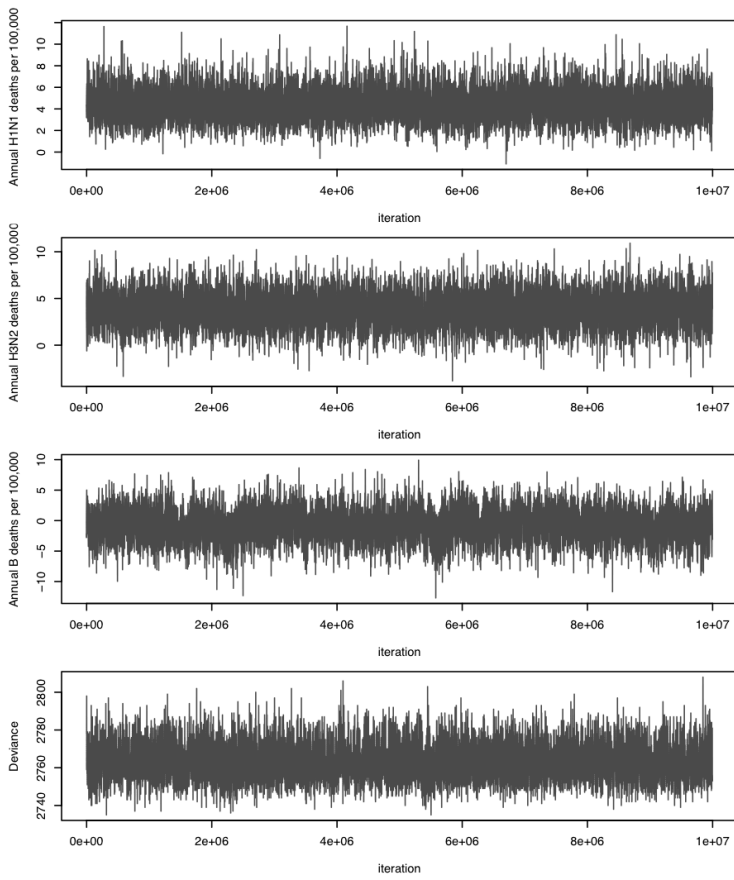 Annual H1N1 deaths per 100,000
10
8
6
4
2
0
0e+00 2e+06 4e+06 6e+06 8e+06 1e+07
iteration
Annual H3N2 deaths per 100,000
10
5
0
0e+00 2e+06 4e+06 6e+06 8e+06 1e+07
iteration
Annual B deaths per 100,000
10
5
0
−5
−10
0e+00 2e+06 4e+06 6e+06 8e+06 1e+07
iteration
Deviance
2800
2780
2760
2740
0e+00 2e+06 4e+06 6e+06 8e+06 1e+07
iteration